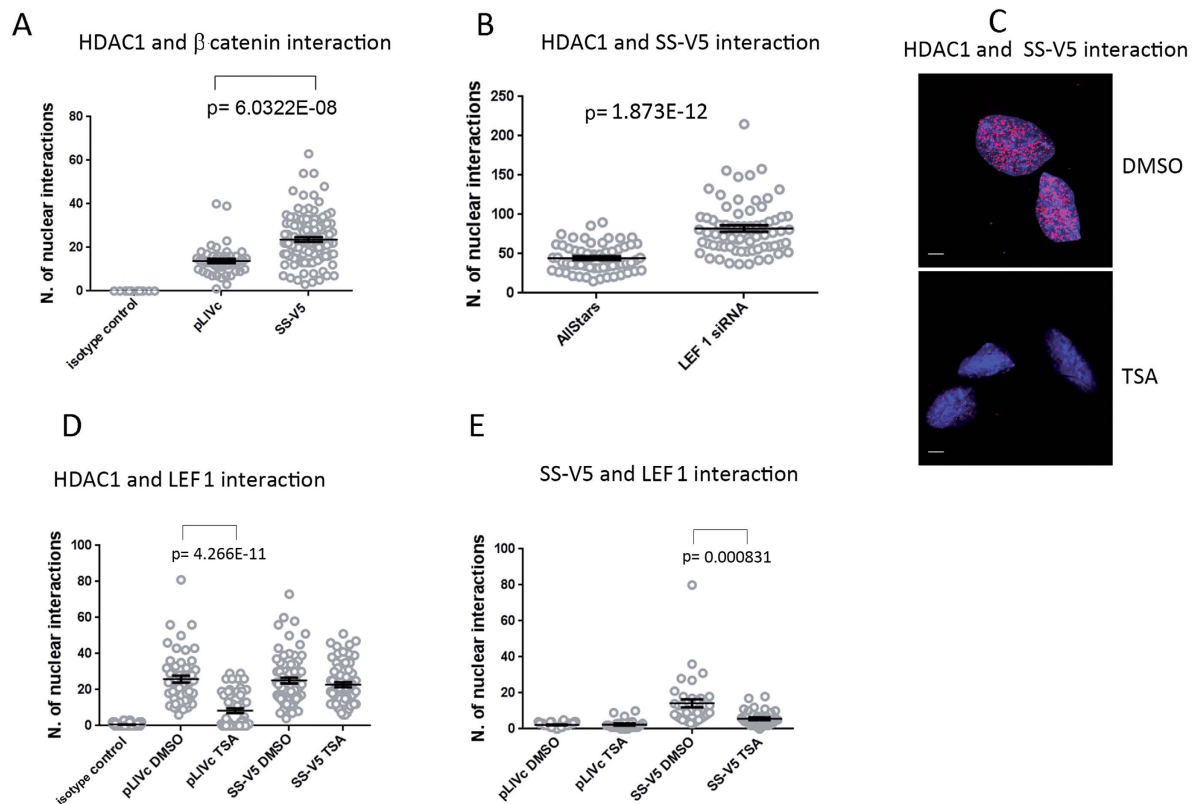 A
HDAC1 and β catenin interaction
p= 6.0322E-08
N. of nuclear interactions
80
60
40
20
0
isotype control
pLIVc
SS-V5
B
HDAC1 and SS-V5 interaction
p= 1.873E-12
N. of nuclear interactions
250
200
150
100
50
0
AllStars
LEF 1 siRNA
C
HDAC1 and SS-V5 interaction
DMSO
TSA
D
HDAC1 and LEF1 interaction
p= 4.266E-11
N. of nuclear interactions
100
80
60
40
20
0
isotype control
pLIVc DMSO
pLIVc TSA
SS-V5 DMSO
SS-V5 TSA
E
SS-V5 and LEF1 interaction
p= 0.000831
N. of nuclear interactions
100
80
60
40
20
0
pLIVc DMSO
pLIVc TSA
SS-V5 DMSO
SS-V5 TSA